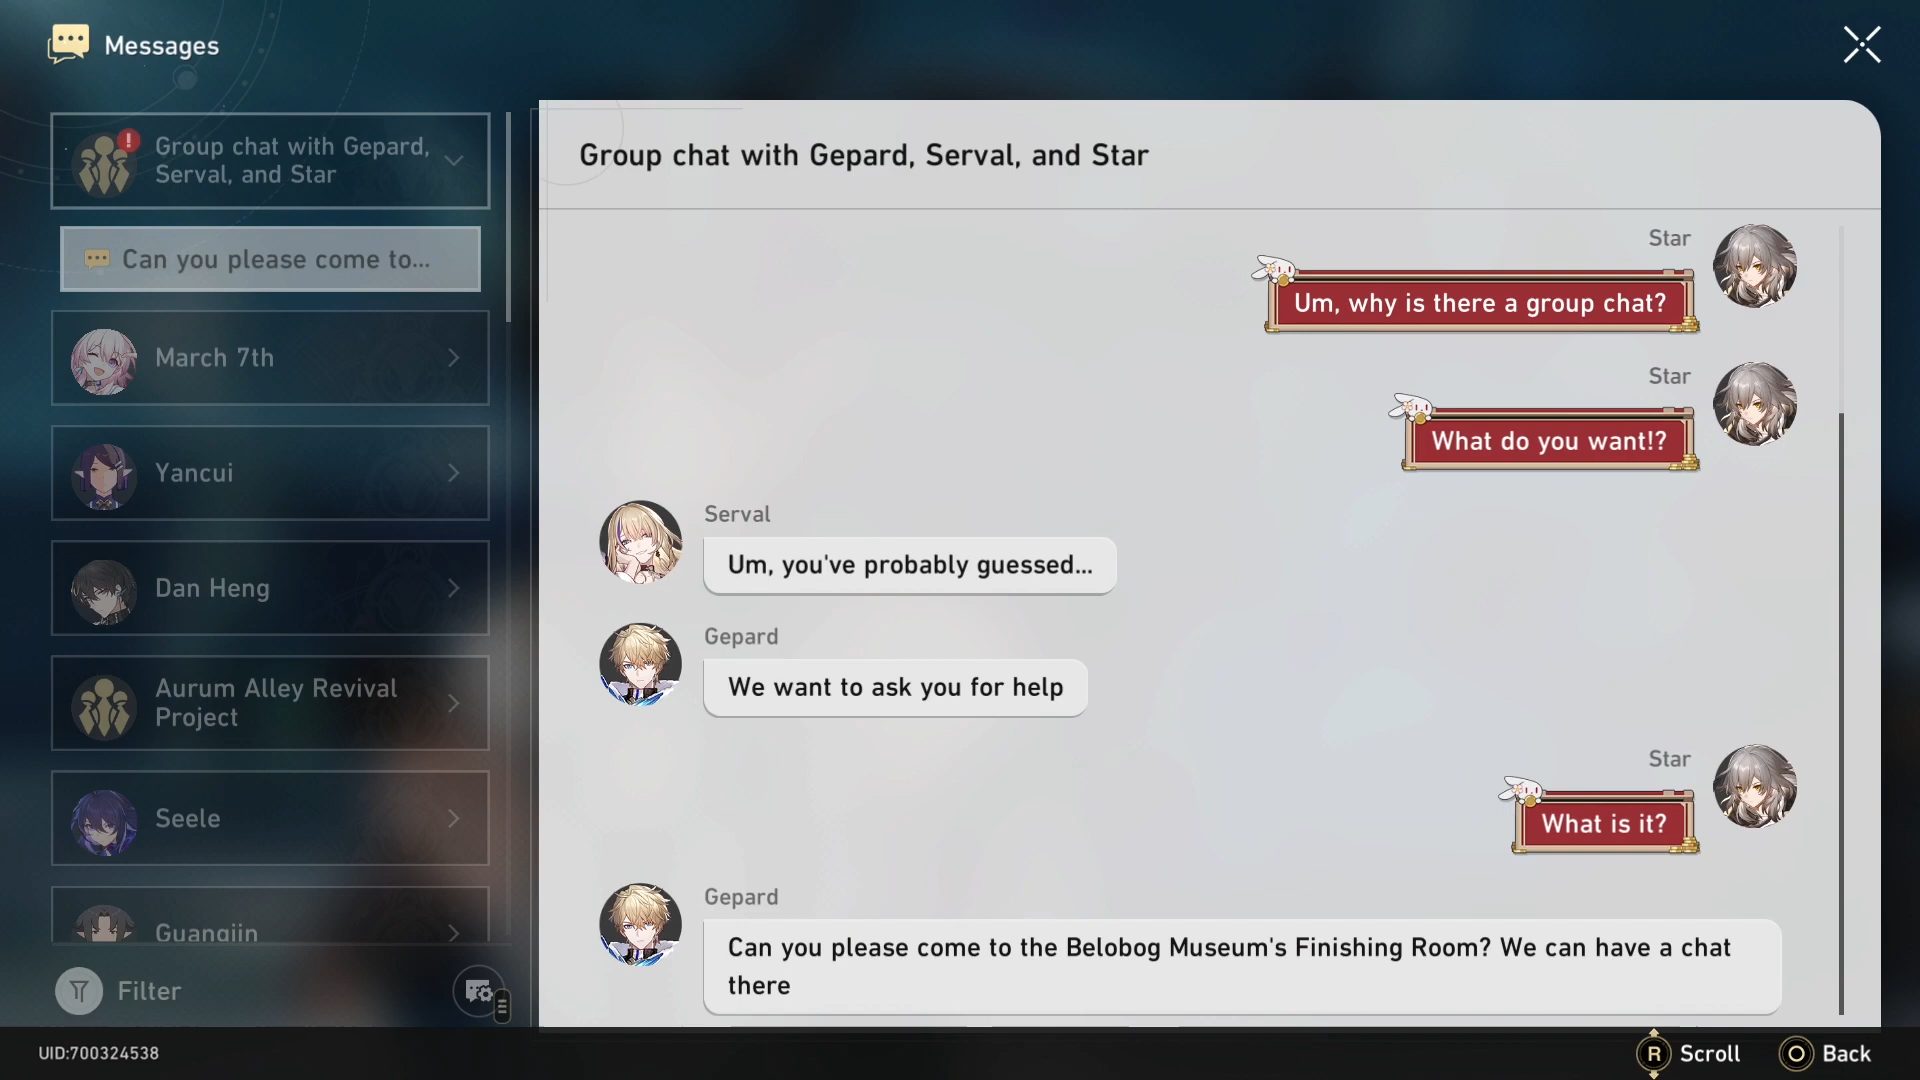 Messages
Group chat with Gepard,
Serval, and Star
Can you please come to...
March 7th
Yancui
Dan Heng
Aurum Alley Revival
Project
Seele
Guangjin
Filter
Group chat with Gepard, Serval, and Star
Star
Um, why is there a group chat?
Star
What do you want!?
Serval
Um, you've probably guessed...
Gepard
We want to ask you for help
Star
What is it?
Gepard
Can you please come to the Belobog Museum's Finishing Room? We can have a chat
there
UID:700324538
R Scroll
Back